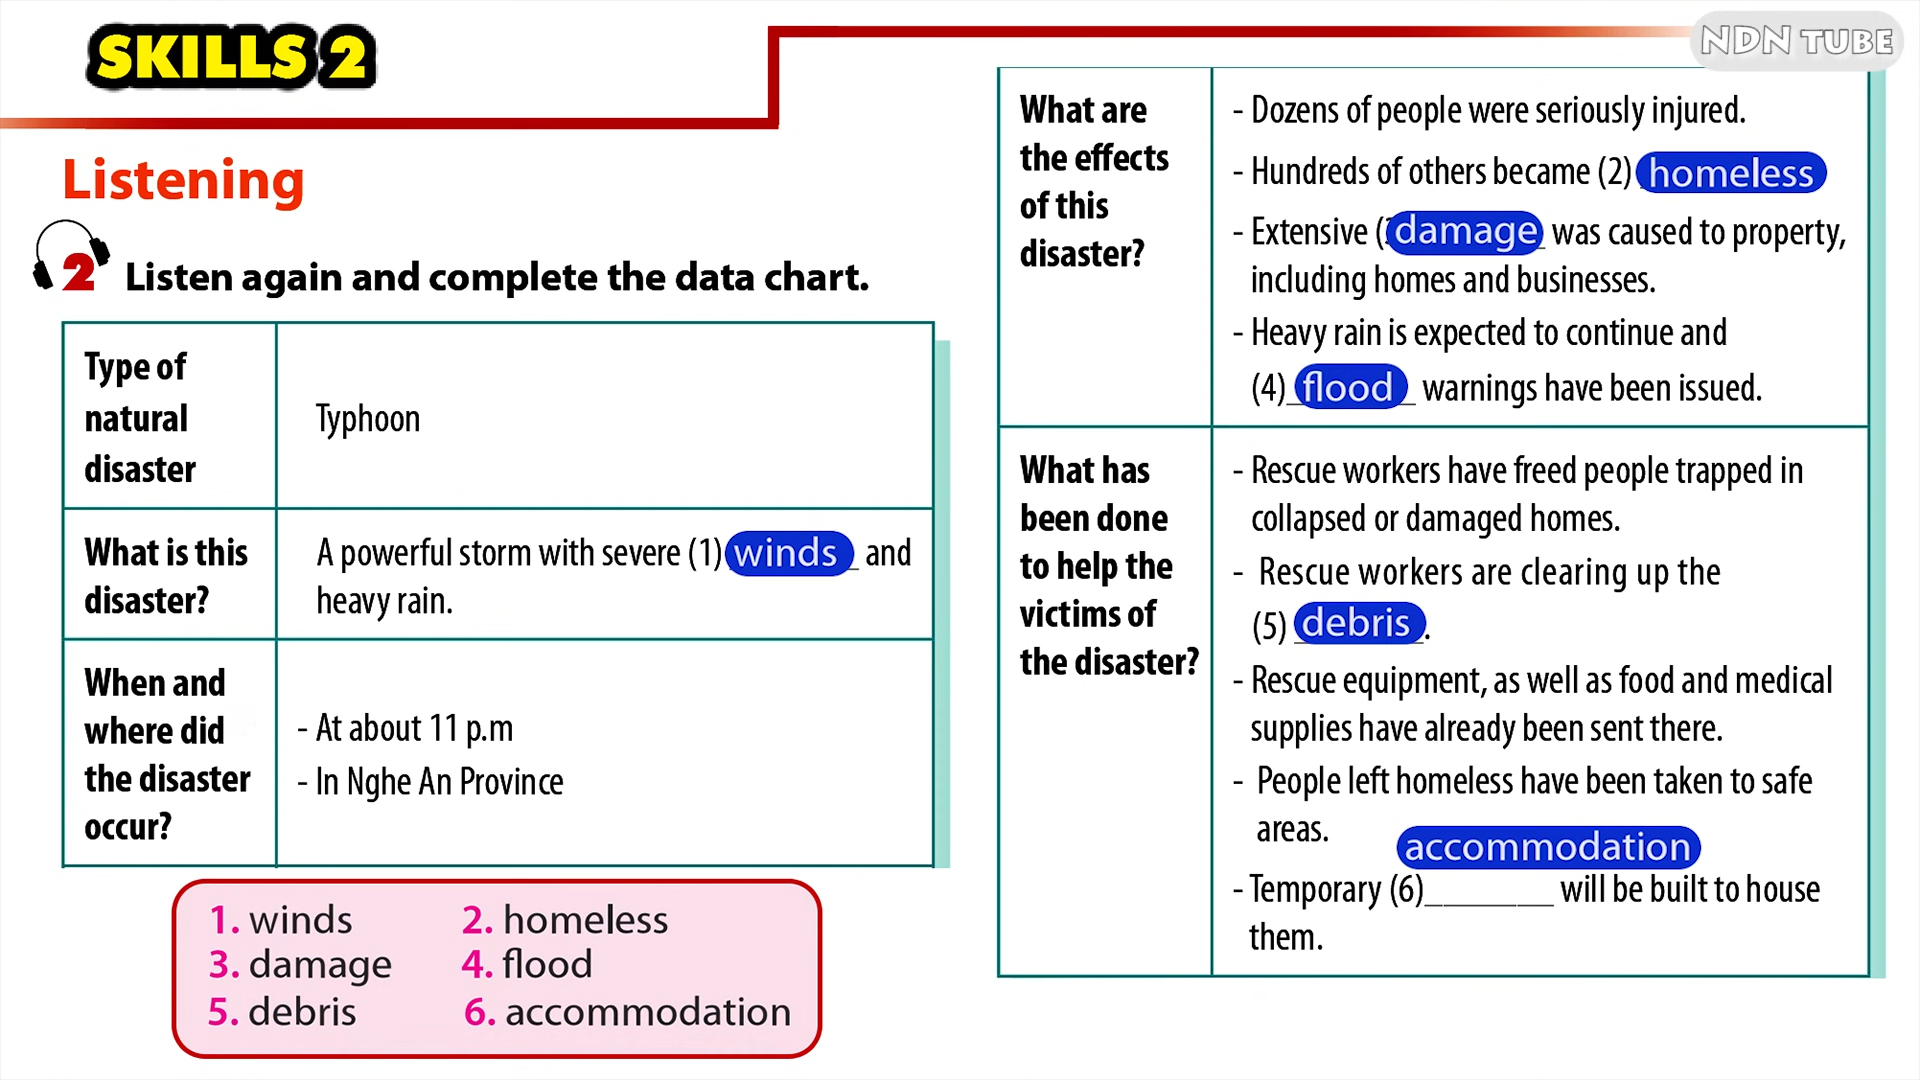 SKILLS 2
NDN TUBE
Listening
2 Listen again and complete the data chart.
Type of
natural
disaster
Typhoon
What is this
disaster?
A powerful storm with severe (1) winds and
heavy rain.
When and
where did
the disaster
occur?
- At about 11 p.m
- In Nghe An Province
1. winds 2. homeless
3. damage 4. flood
5. debris 6. accommodation
What are
the effects
of this
disaster?
- Dozens of people were seriously injured.
- Hundreds of others became (2) homeless
- Extensive ( damage was caused to property,
including homes and businesses.
- Heavy rain is expected to continue and
(4) flood warnings have been issued.
What has
been done
to help the
victims of
the disaster?
- Rescue workers have freed people trapped in
collapsed or damaged homes.
- Rescue workers are clearing up the
(5) debris.
- Rescue equipment, as well as food and medical
supplies have already been sent there.
- People left homeless have been taken to safe
areas.
accommodation
- Temporary (6)________ will be built to house
them.